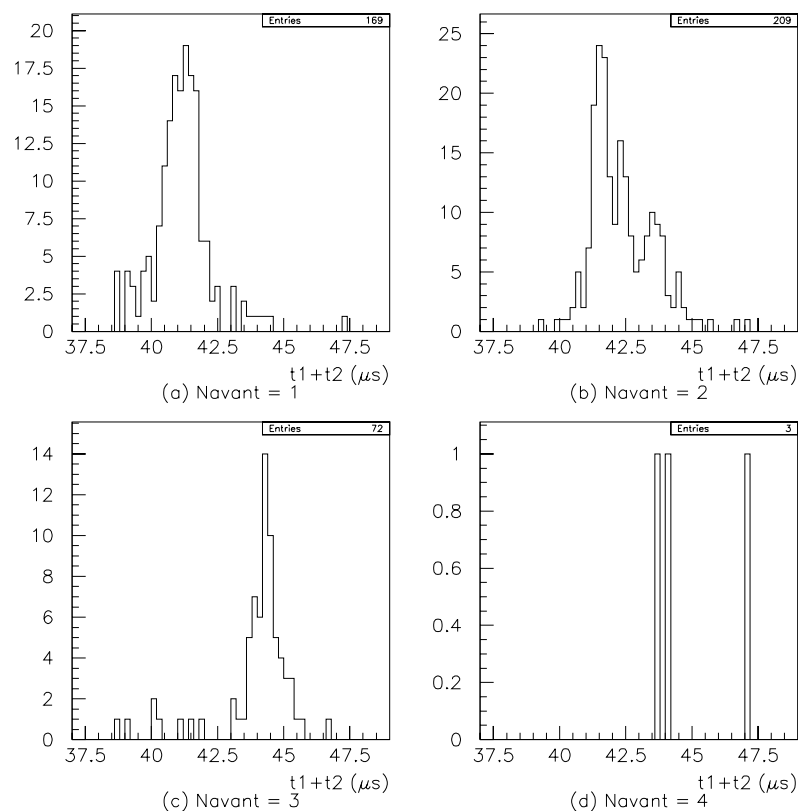 Entries 169
20
17.5
15
12.5
10
7.5
5
2.5
0
37.5 40 42.5 45 47.5
t1+t2 (μs)
(a) Navant = 1
Entries 209
25
20
15
10
5
0
37.5 40 42.5 45 47.5
t1+t2 (μs)
(b) Navant = 2
Entries 72
14
12
10
8
6
4
2
0
37.5 40 42.5 45 47.5
t1+t2 (μs)
(c) Navant = 3
Entries 3
1
0.8
0.6
0.4
0.2
0
37.5 40 42.5 45 47.5
t1+t2 (μs)
(d) Navant = 4